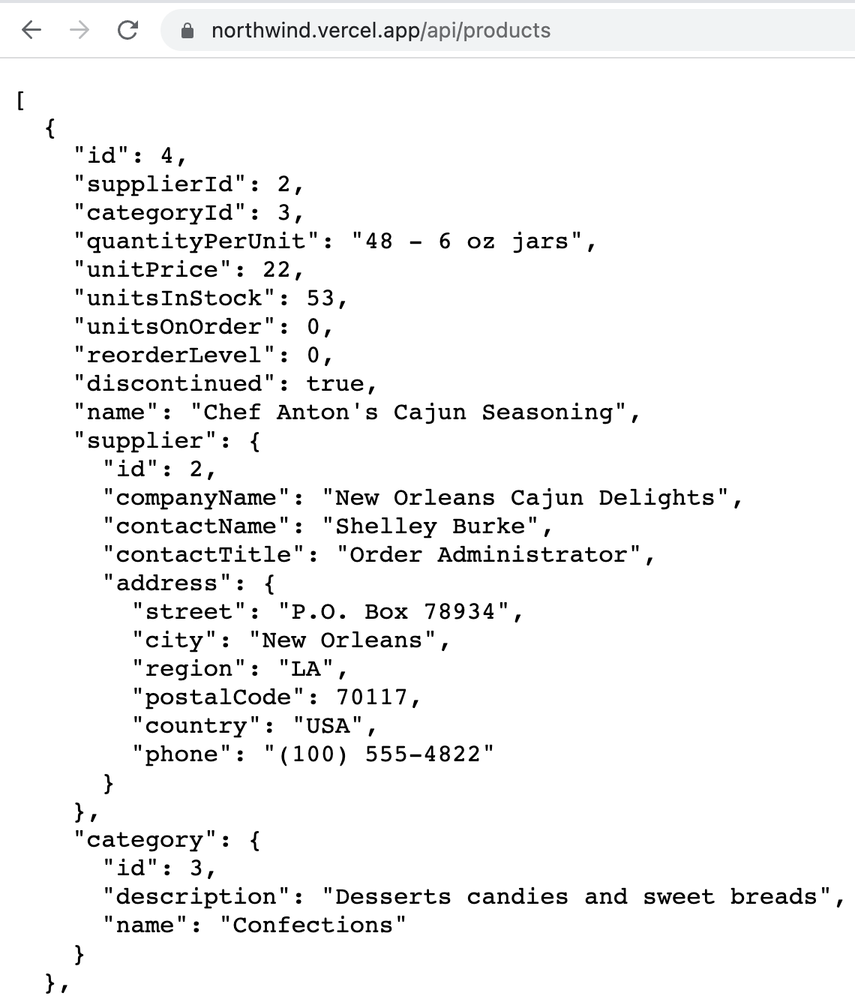 northwind.vercel.app/api/products
[
  {
    "id": 4,
    "supplierId": 2,
    "categoryId": 3,
    "quantityPerUnit": "48 - 6 oz jars",
    "unitPrice": 22,
    "unitsInStock": 53,
    "unitsOnOrder": 0,
    "reorderLevel": 0,
    "discontinued": true,
    "name": "Chef Anton's Cajun Seasoning",
    "supplier": {
      "id": 2,
      "companyName": "New Orleans Cajun Delights",
      "contactName": "Shelley Burke",
      "contactTitle": "Order Administrator",
      "address": {
        "street": "P.O. Box 78934",
        "city": "New Orleans",
        "region": "LA",
        "postalCode": 70117,
        "country": "USA",
        "phone": "(100) 555-4822"
      }
    },
    "category": {
      "id": 3,
      "description": "Desserts candies and sweet breads",
      "name": "Confections"
    }
  },